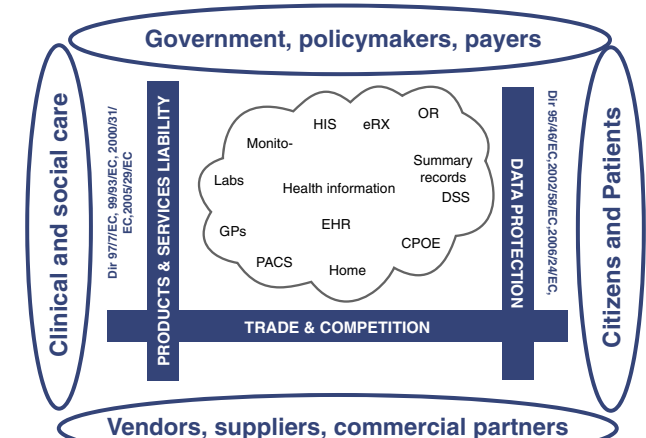 Government, policymakers, payers
Clinical and social care
Dir 97/7/EC, 99/93/EC, 2000/31/
EC,2005/29/EC
PRODUCTS & SERVICES LIABILITY
HIS
eRX
OR
Monito-
Summary
records
Labs
Health information
DSS
GPs
EHR
CPOE
PACS
Home
DATA PROTECTION
Dir 95/46/EC,2002/58/EC,2006/24/EC,
Citizens and Patients
TRADE & COMPETITION
Vendors, suppliers, commercial partners